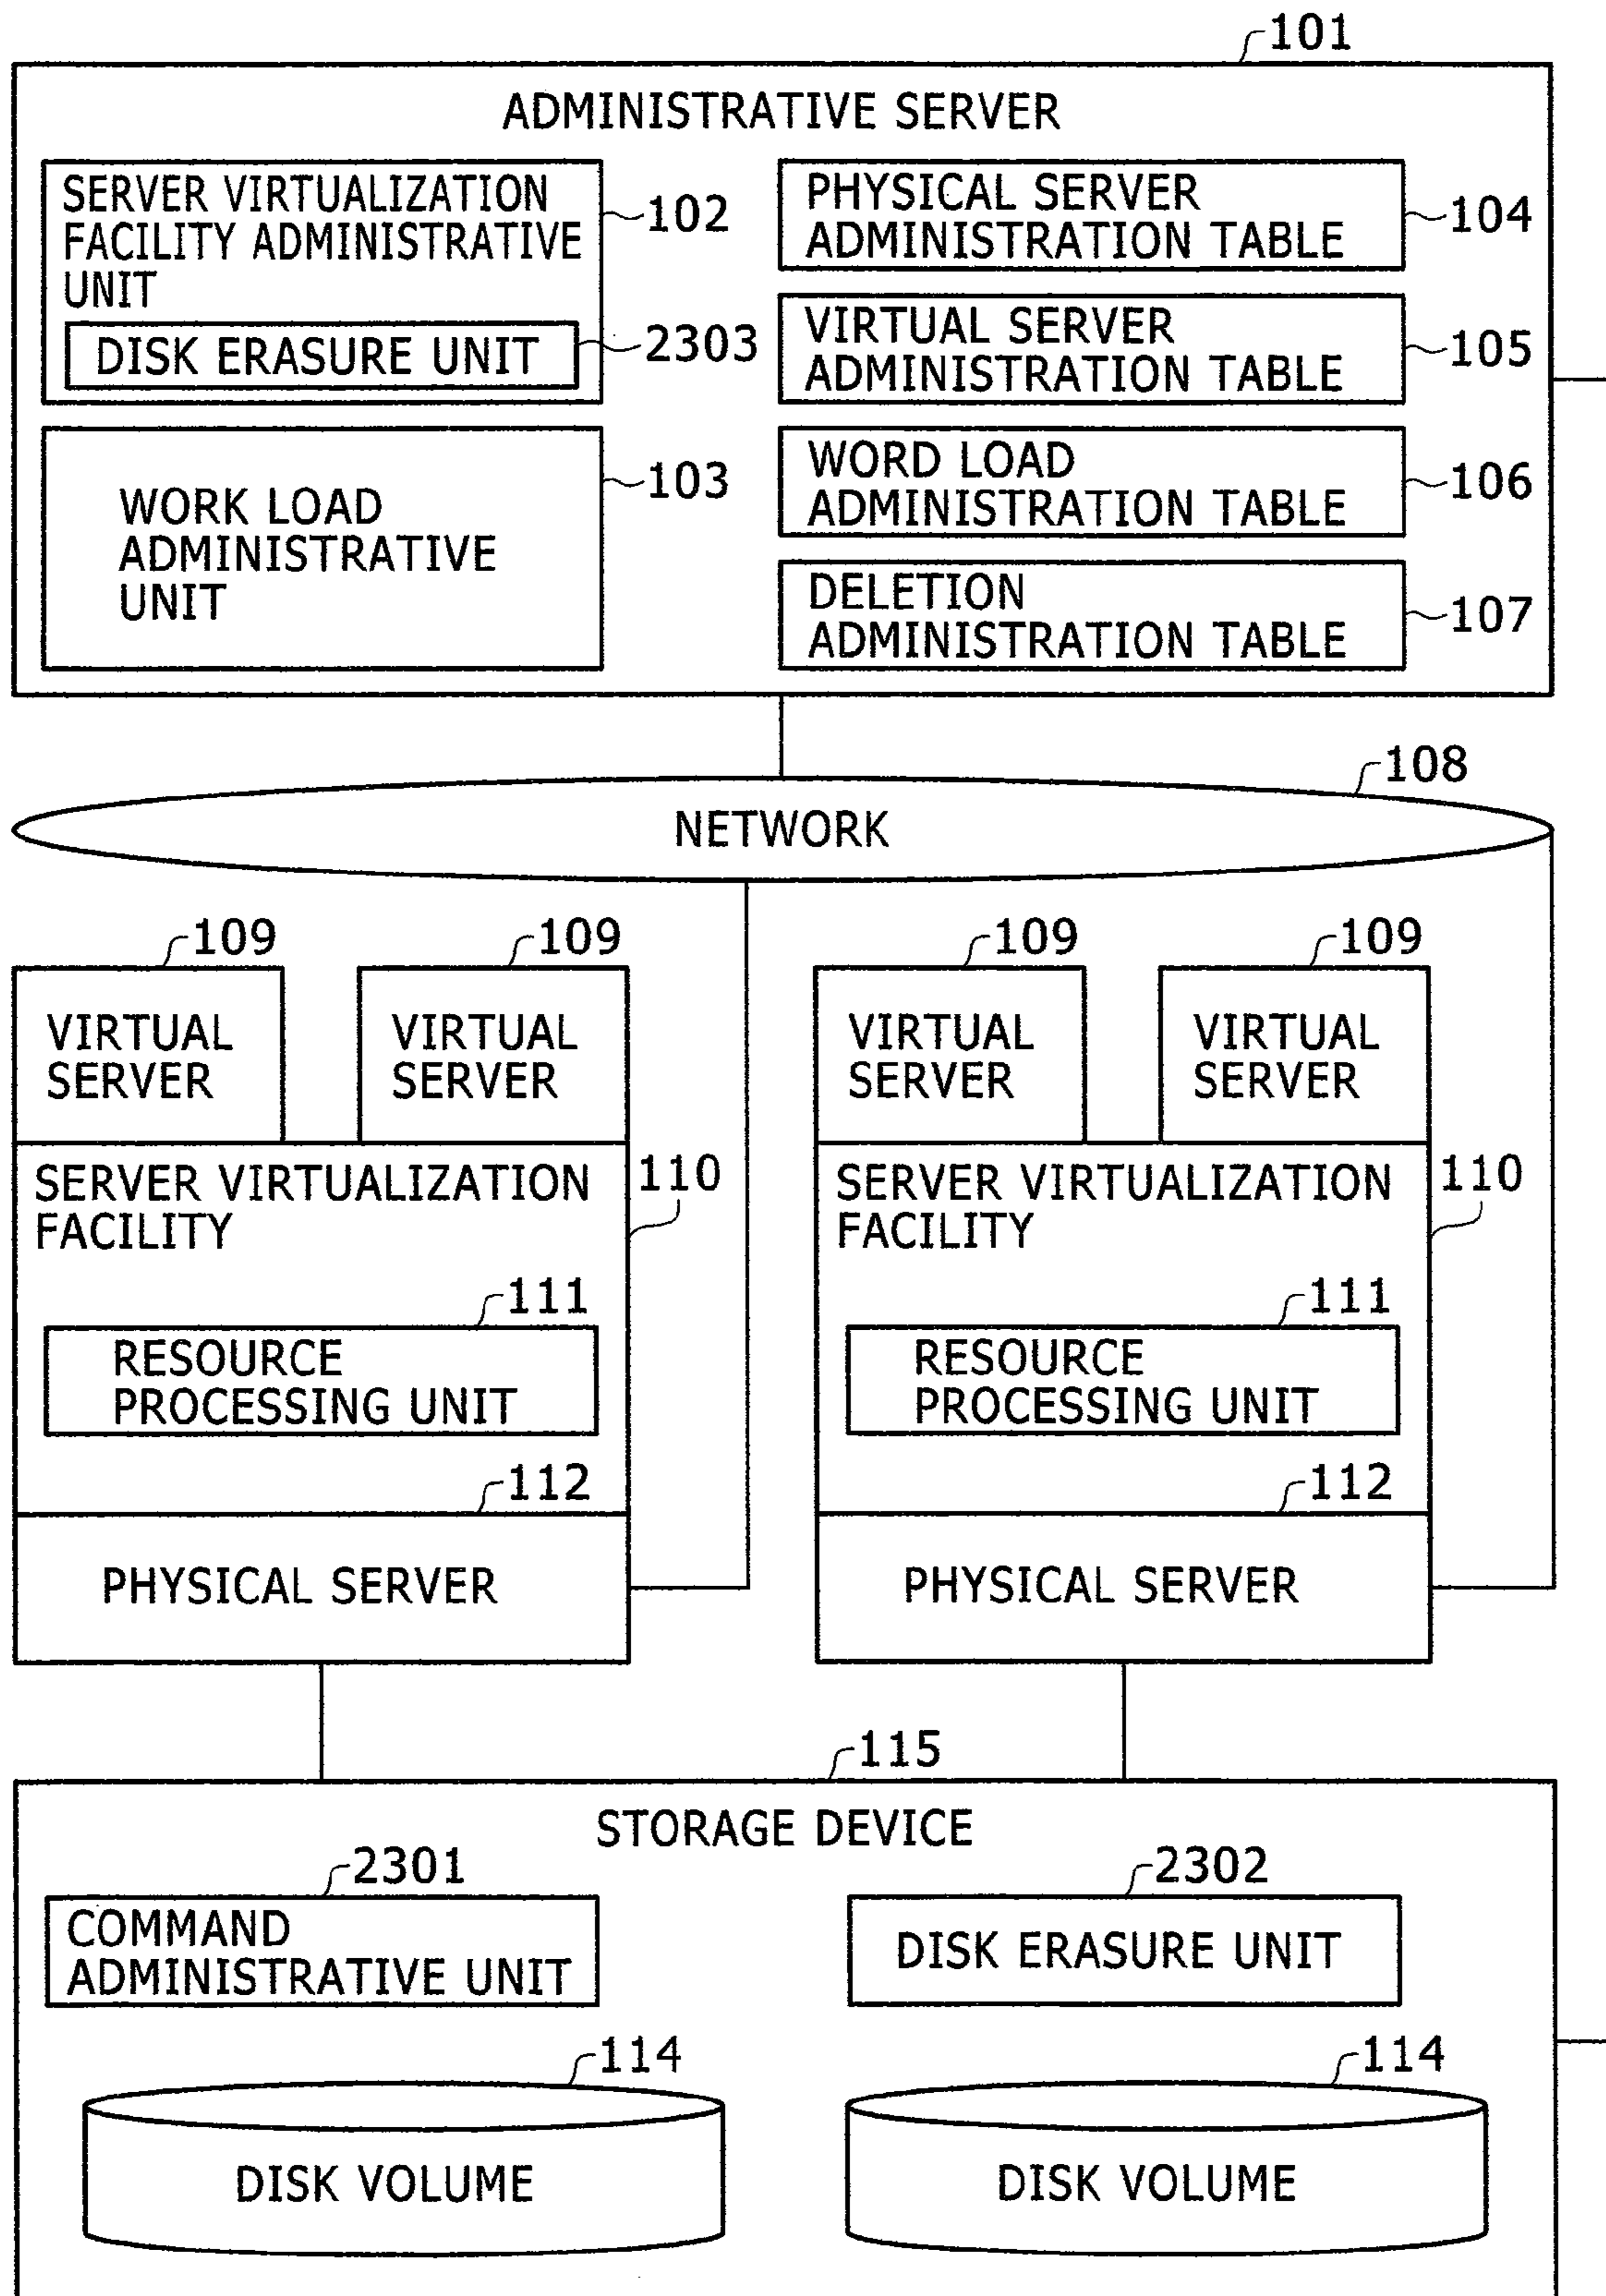 101
ADMINISTRATIVE SERVER
SERVER VIRTUALIZATION
FACILITY ADMINISTRATIVE
UNIT
102
DISK ERASURE UNIT
2303
WORK LOAD
ADMINISTRATIVE
UNIT
103
PHYSICAL SERVER
ADMINISTRATION TABLE
104
VIRTUAL SERVER
ADMINISTRATION TABLE
105
WORD LOAD
ADMINISTRATION TABLE
106
DELETION
ADMINISTRATION TABLE
107
108
NETWORK
109
VIRTUAL
SERVER
109
VIRTUAL
SERVER
SERVER VIRTUALIZATION
FACILITY
110
111
RESOURCE
PROCESSING UNIT
112
PHYSICAL SERVER
109
VIRTUAL
SERVER
109
VIRTUAL
SERVER
SERVER VIRTUALIZATION
FACILITY
110
111
RESOURCE
PROCESSING UNIT
112
PHYSICAL SERVER
115
STORAGE DEVICE
2301
COMMAND
ADMINISTRATIVE UNIT
2302
DISK ERASURE UNIT
114
DISK VOLUME
114
DISK VOLUME